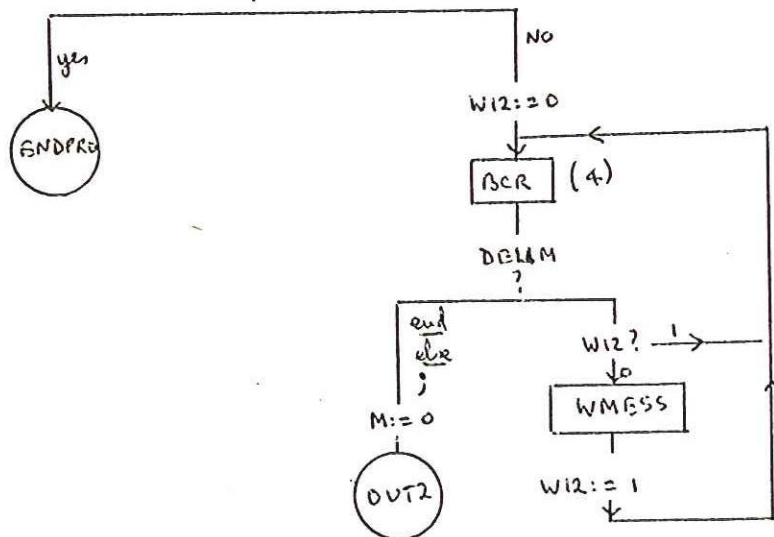 NO
yes
W12:=0
ENDPRO
BCR (4)
DELIM
?
end
else
;
W12? 1
0
WMESS
M:=0
OUT2
W12:=1